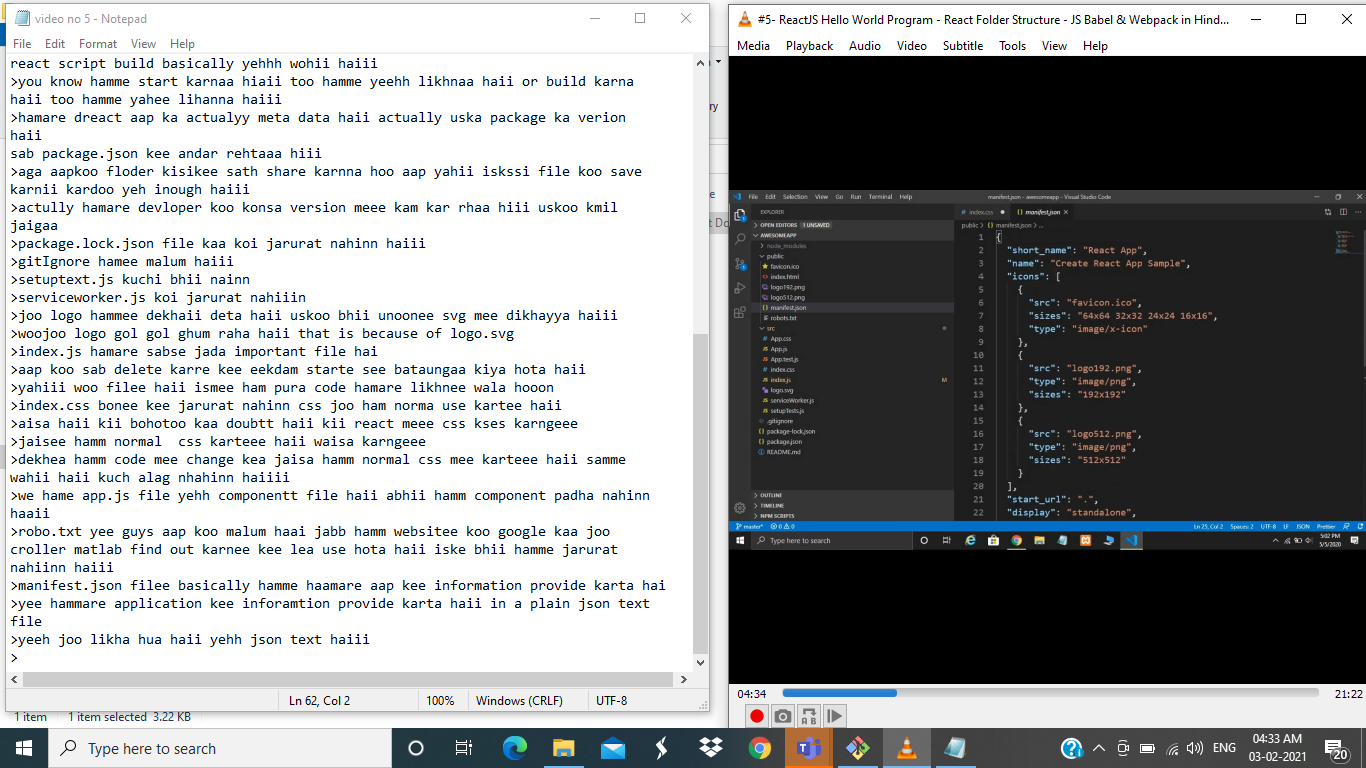 video no 5 - Notepad
File Edit Format View Help
react script build basically yehhh wohii haiii
>you know hamme start karnaa hiaii too hamme yeehh likhnaa haii or build karna
haii too hamme yahee lihanna haiii
>hamare dreact aap ka actualyy meta data haii actually uska package ka verion
haii
sab package.json kee andar rehtaaa hiii
>aga aapkoo floder kisikee sath share karnna hoo aap yahii iskssi file koo save
karnii kardoo yeh inough haiii
>actully hamare devloper koo konsa version meee kam kar rhaa hiii uskoo kmil
jaigaa
>package.lock.json file kaa koi jarurat nahinn haiii
>gitIgnore hamee malum haiii
>setuptext.js kuchi bhii nainn
>serviceworker.js koi jarurat nahiiin
>joo logo hammee dekhaii deta haii uskoo bhii unoonee svg mee dikhayya haiii
>woojoo logo gol gol ghum raha haii that is because of logo.svg
>index.js hamare sabse jada important file hai
>aap koo sab delete karre kee eekdam starte see bataungaa kiya hota haii
>yahiii woo filee haii ismee ham pura code hamare likhnee wala hooon
>index.css bonee kee jarurat nahinn css joo ham norma use kartee haii
>aisa haii kii bohotoo kaa doubtt haii kii react meee css kses karngeee
>jaisee hamm normal  css karteee haii waisa karngeee
>dekhea hamm code mee change kea jaisa hamm normal css mee karteee haii samme
wahii haii kuch alag nhahinn haiiii
>we hame app.js file yehh componentt file haii abhii hamm component padha nahinn
haaii
>robo.txt yee guys aap koo malum haai jabb hamm websitee koo google kaa joo
croller matlab find out karnee kee lea use hota haii iske bhii hamme jarurat
nahiinn haiii
>manifest.json filee basically hamme haamare aap kee information provide karta hai
>yee hammare application kee inforamtion provide karta haii in a plain json text
file
>yeeh joo likha hua haii yehh json text haiii
>
Ln 62, Col 2 100% Windows (CRLF) UTF-8
1 item 1 item selected 3.22 KB
#5- ReactJS Hello World Program - React Folder Structure - JS Babel & Webpack in Hind...
Media Playback Audio Video Subtitle Tools View Help
File Edit Selection View Go Run Terminal Help manifest.json - awesomeapp - Visual Studio Code
EXPLORER
OPEN EDITORS 1 UNSAVED
AWESOMEAPP
node_modules
public
favicon.ico
index.html
logo192.png
logo512.png
manifest.json
robots.txt
src
App.css
App.js
App.test.js
index.css
index.js M
logo.svg
serviceWorker.js
setupTests.js
.gitignore
package-lock.json
package.json
README.md
OUTLINE
TIMELINE
NPM SCRIPTS
index.css manifest.json
public > manifest.json > ...
1 {
2 "short_name": "React App",
3 "name": "Create React App Sample",
4 "icons": [
5 {
6 "src": "favicon.ico",
7 "sizes": "64x64 32x32 24x24 16x16",
8 "type": "image/x-icon"
9 },
10 {
11 "src": "logo192.png",
12 "type": "image/png",
13 "sizes": "192x192"
14 },
15 {
16 "src": "logo512.png",
17 "type": "image/png",
18 "sizes": "512x512"
19 }
20 ],
21 "start_url": ".",
22 "display": "standalone",
master* 0 0 Ln 25, Col 2 Spaces: 2 UTF-8 LF JSON Prettier
Type here to search 5:02 PM
5/5/2020
04:34 21:22
Type here to search ENG 04:33 AM
03-02-2021 20